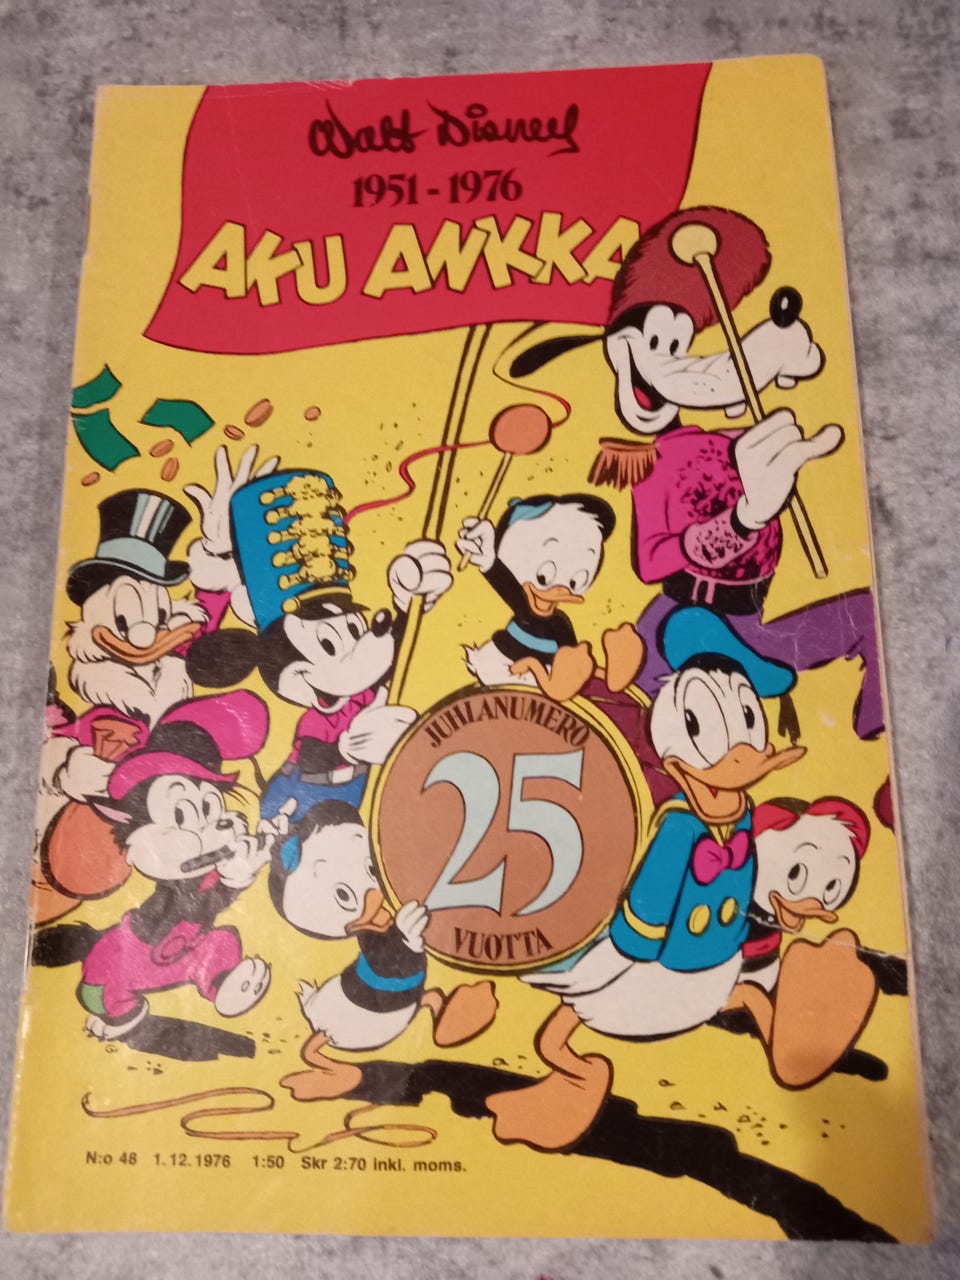 Walt Disney
1951-1976
AKU ANKKA
JUHLANUMERO
25
VUOTTA
N:o 48 1.12.1976 1:50 Skr 2:70 inkl. moms.